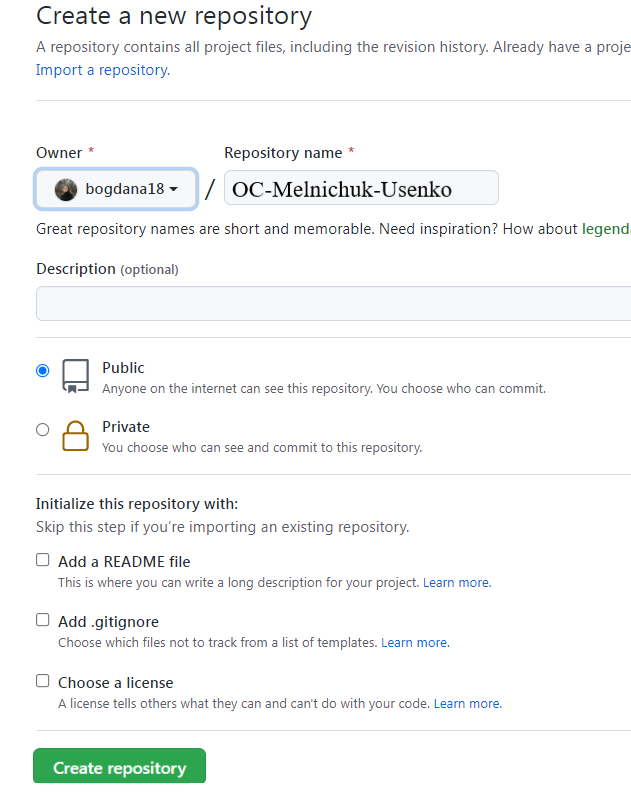 Create a new repository
A repository contains all project files, including the revision history. Already have a proje
Import a repository.
Owner *
Repository name *
bogdana18
/
OC-Melnichuk-Usenko
Great repository names are short and memorable. Need inspiration? How about legend
Description (optional)
Public
Anyone on the internet can see this repository. You choose who can commit.
Private
You choose who can see and commit to this repository.
Initialize this repository with:
Skip this step if you’re importing an existing repository.
Add a README file
This is where you can write a long description for your project. Learn more.
Add .gitignore
Choose which files not to track from a list of templates. Learn more.
Choose a license
A license tells others what they can and can't do with your code. Learn more.
Create repository